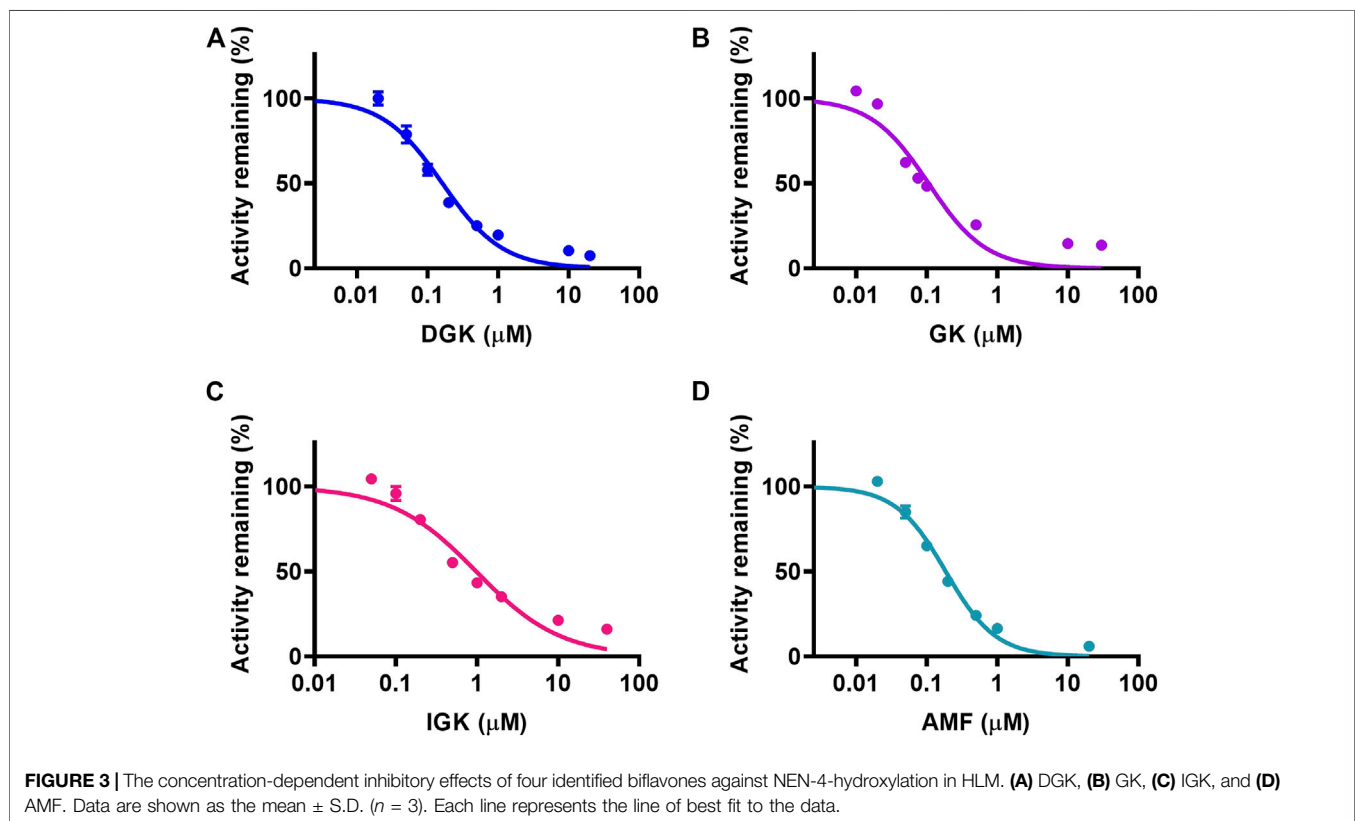 A
Activity remaining (%)
100
50
0
0.01 0.1 1 10 100
DGK (μM)
B
Activity remaining (%)
100
50
0
0.01 0.1 1 10 100
GK (μM)
C
Activity remaining (%)
100
50
0
0.01 0.1 1 10 100
IGK (μM)
D
Activity remaining (%)
100
50
0
0.01 0.1 1 10 100
AMF (μM)
FIGURE 3 | The concentration-dependent inhibitory effects of four identified biflavones against NEN-4-hydroxylation in HLM. (A) DGK, (B) GK, (C) IGK, and (D)
AMF. Data are shown as the mean ± S.D. (n = 3). Each line represents the line of best fit to the data.